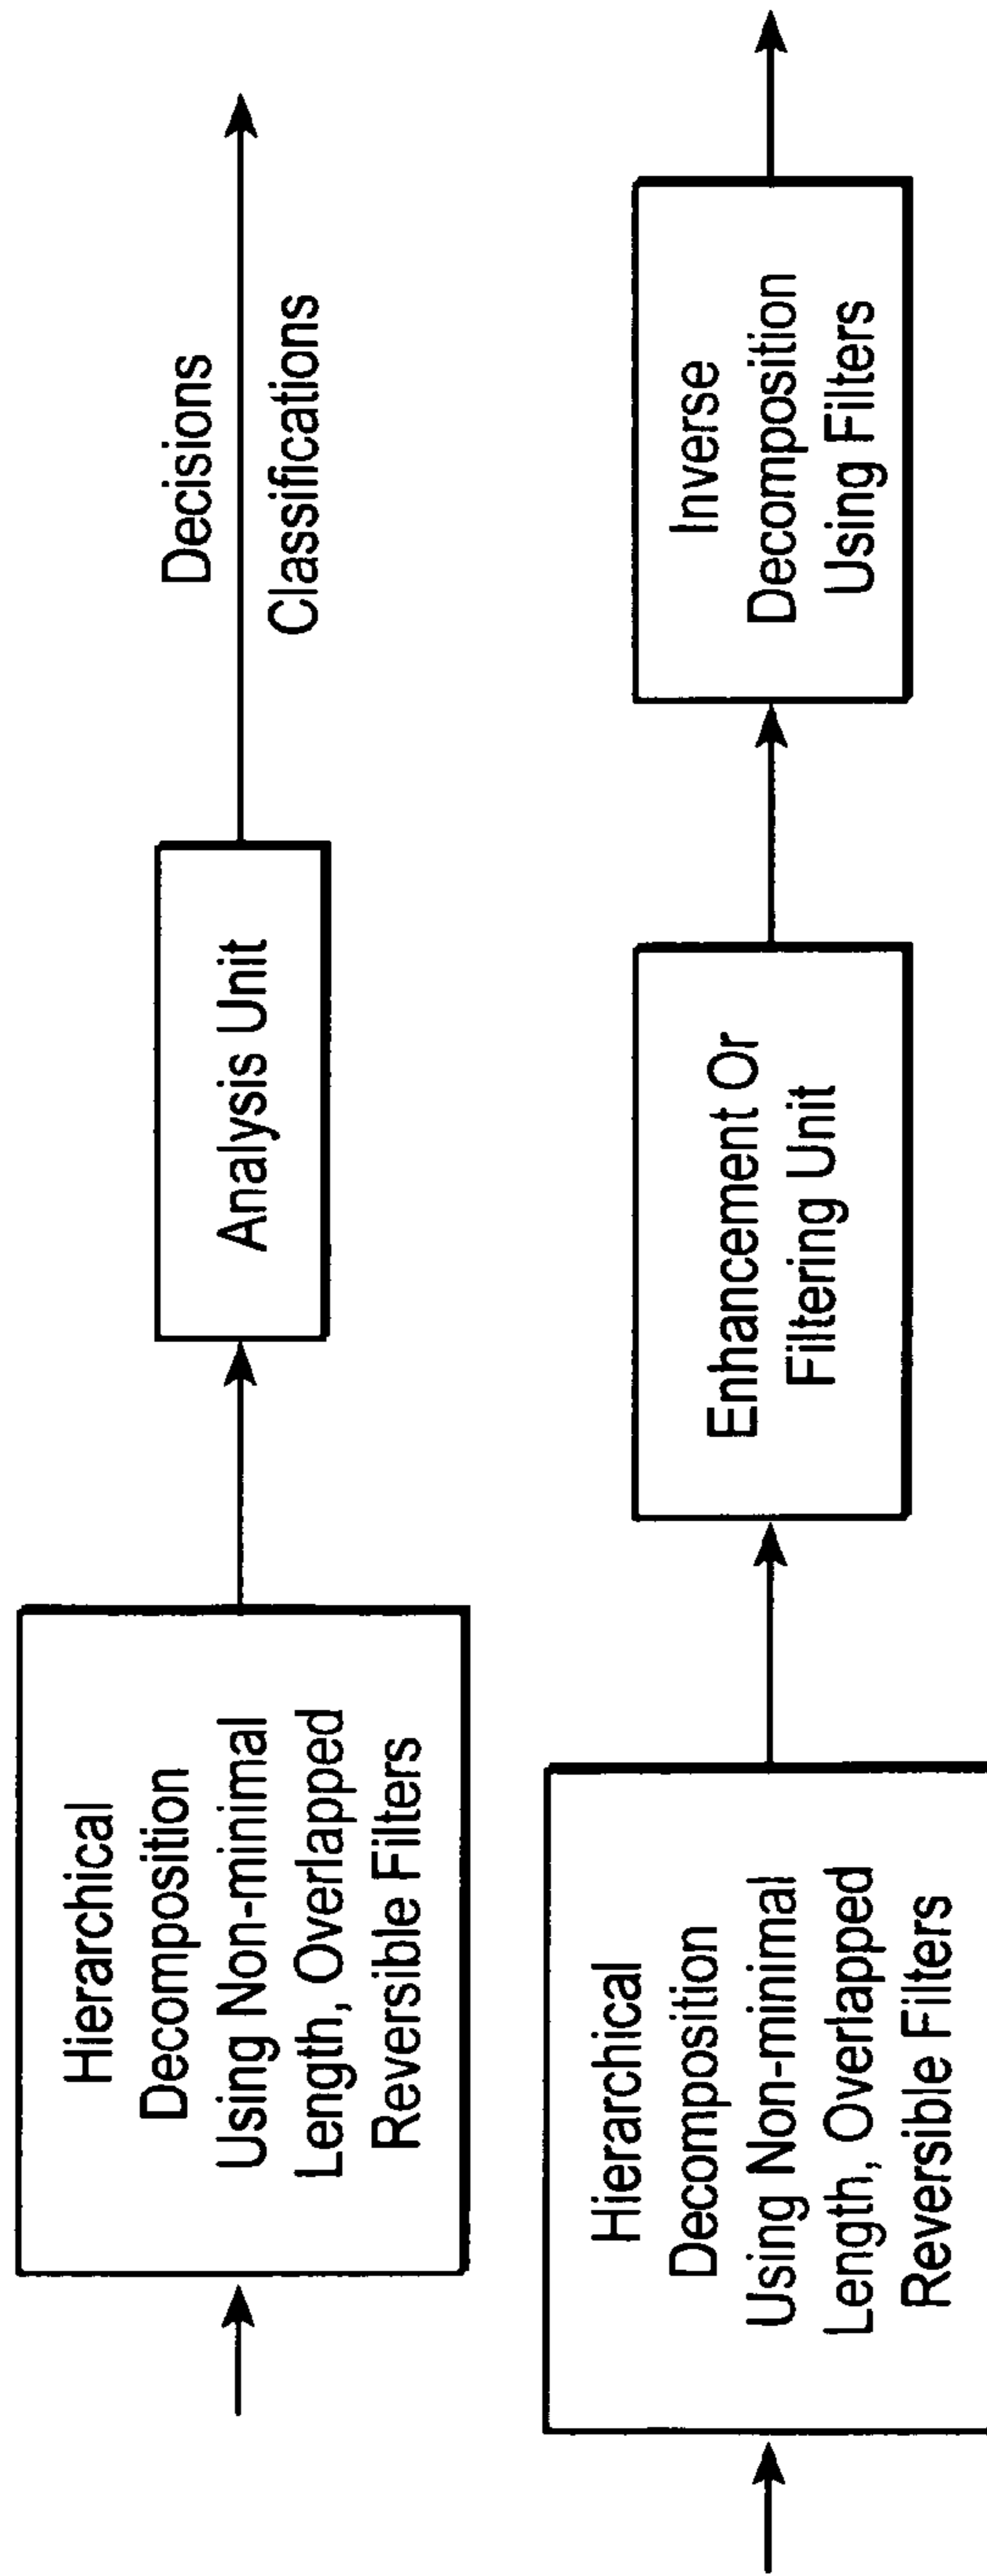 Hierarchical
Decomposition
Using Non-minimal
Length, Overlapped
Reversible Filters
Analysis Unit
Decisions
Classifications
Hierarchical
Decomposition
Using Non-minimal
Length, Overlapped
Reversible Filters
Enhancement Or
Filtering Unit
Inverse
Decomposition
Using Filters